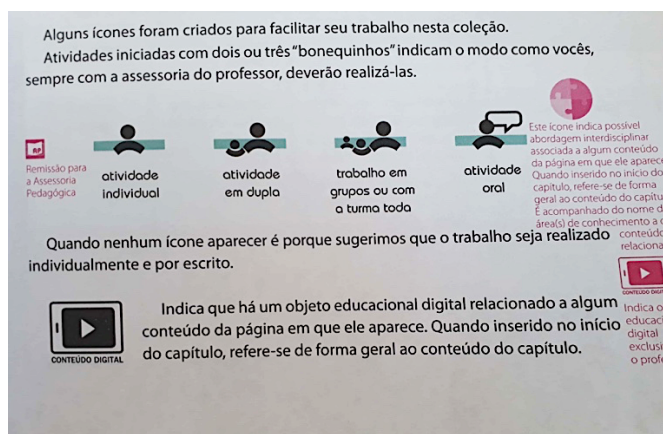 Alguns ícones foram criados para facilitar seu trabalho nesta coleção.
Atividades iniciadas com dois ou três “bonequinhos” indicam o modo como vocês,
sempre com a assessoria do professor, deverão realizá-las.
AP
Remissão para
a Assessoria
Pedagógica
atividade
individual
atividade
em dupla
trabalho em
grupos ou com
a turma toda
atividade
oral
Este ícone indica possível
abordagem interdisciplinar
associada a algum conteúdo
da página em que ele aparece
Quando inserido no início do
capítulo, refere-se de forma
geral ao conteúdo do
É acompanhado do nome
área(s) de conhecimento a
conteúdo
Quando nenhum ícone aparecer é porque sugerimos que o trabalho seja realizado
individualmente e por escrito.
CONTEÚDO DIGITAL
Indica que há um objeto educacional digital relacionado a algum
conteúdo da página em que ele aparece. Quando inserido no início
do capítulo, refere-se de forma geral ao conteúdo do capítulo.
CONTEÚDO
Indica
digital